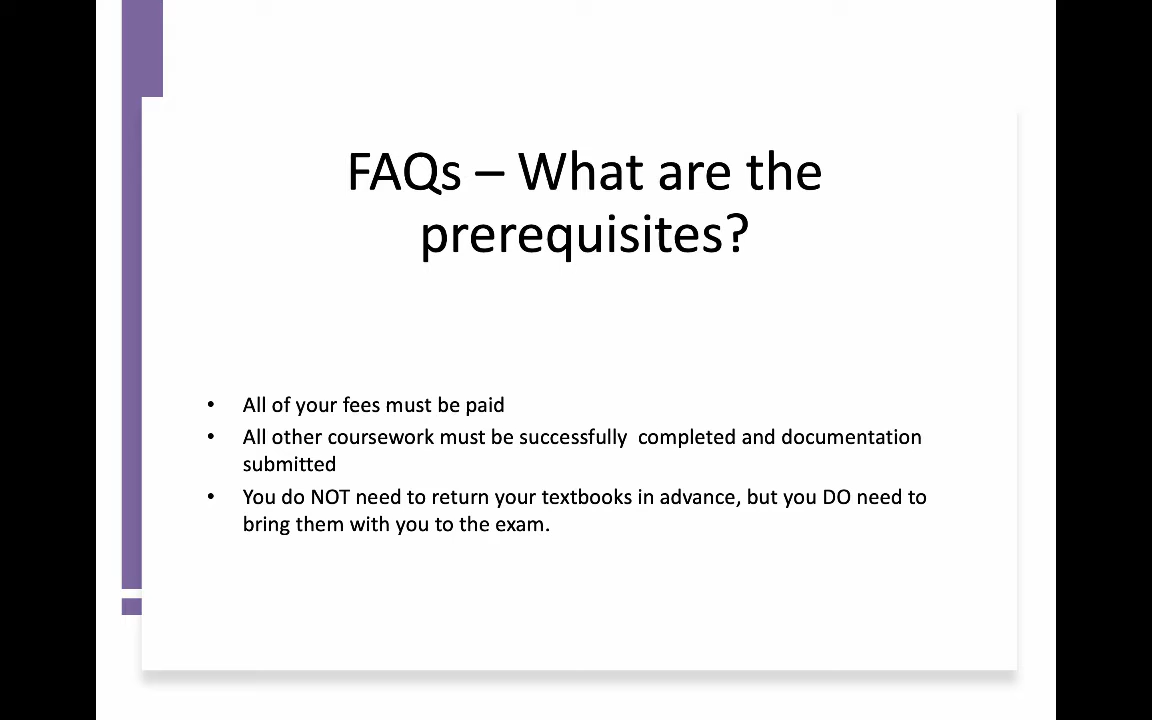 FAQs – What are the
prerequisites?
• All of your fees must be paid
• All other coursework must be successfully  completed and documentation
submitted
• You do NOT need to return your textbooks in advance, but you DO need to
bring them with you to the exam.